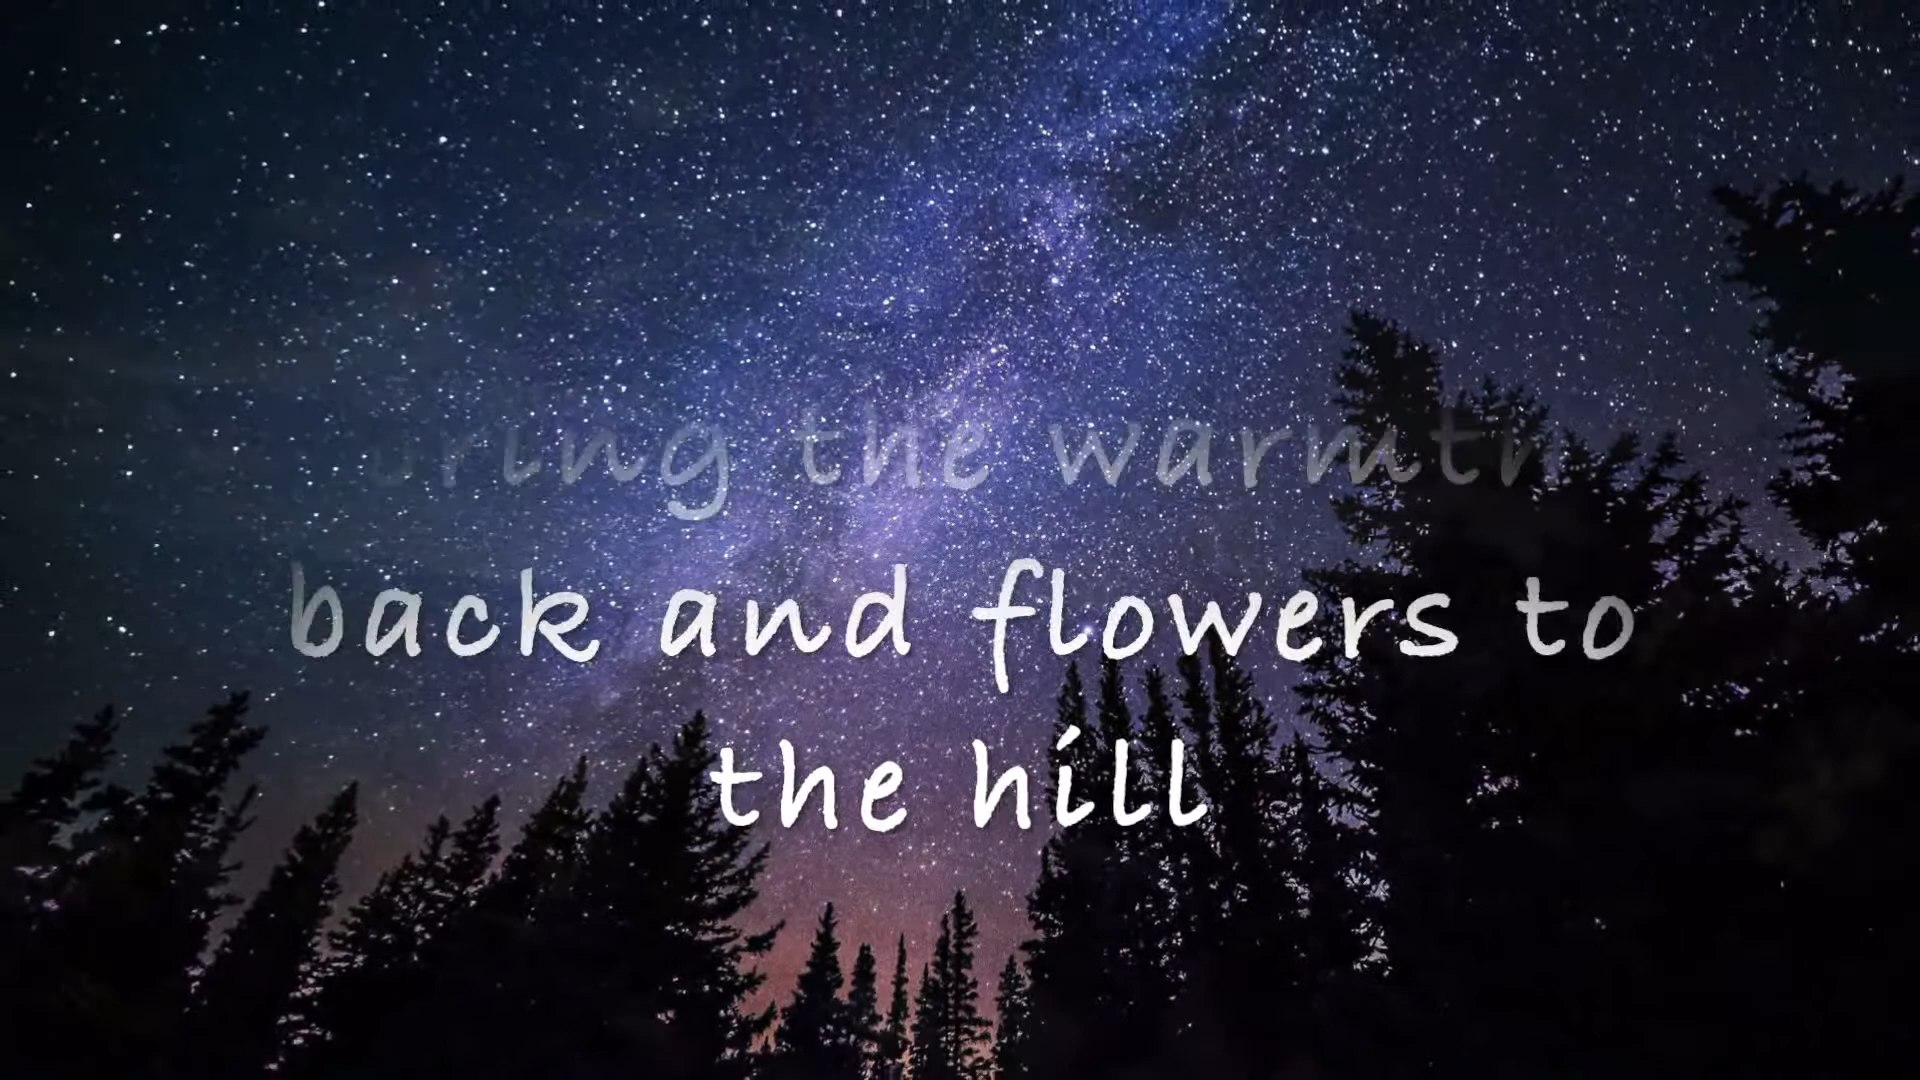 bring the warmth
back and flowers to
the hill